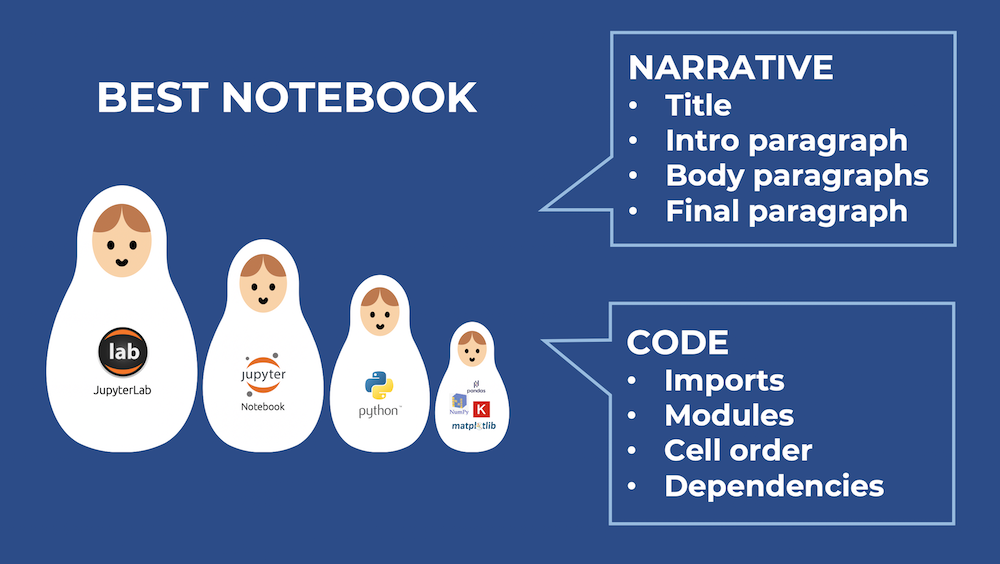 BEST NOTEBOOK
lab
JupyterLab
jupyter
Notebook
python™
pandas
NumPy K
matplotlib
NARRATIVE
• Title
• Intro paragraph
• Body paragraphs
• Final paragraph
CODE
• Imports
• Modules
• Cell order
• Dependencies